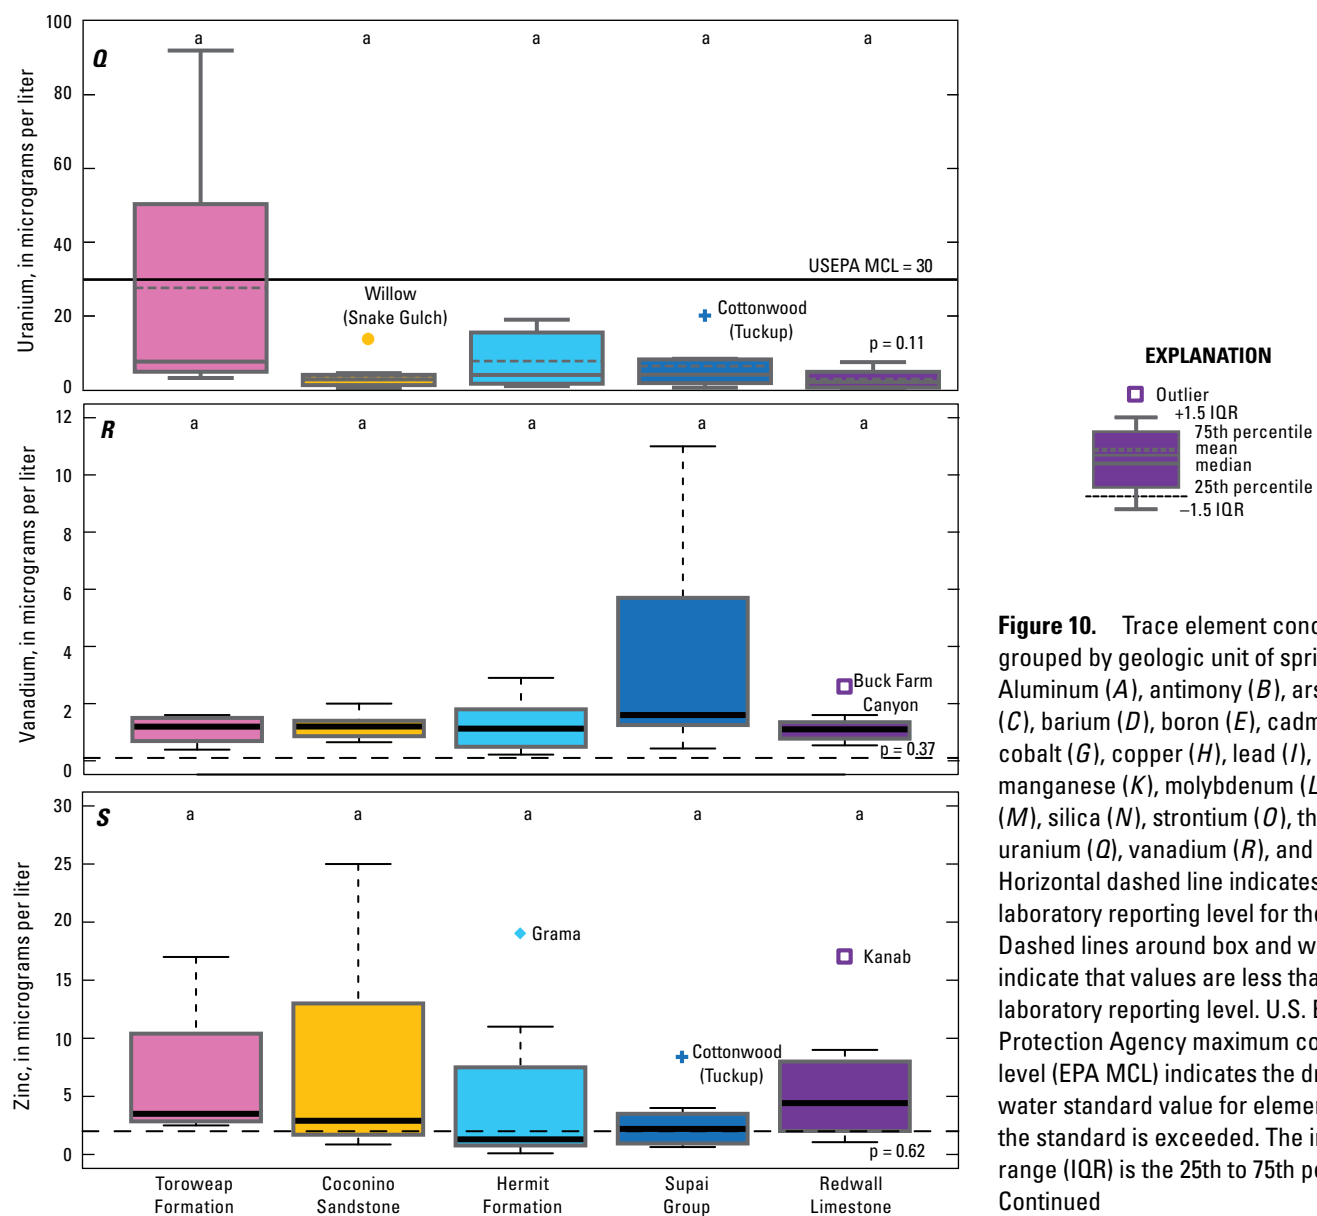 100
80
60
40
20
0
Uranium, in micrograms per liter
Q
a a a a a
USEPA MCL = 30
Willow
(Snake Gulch)
Cottonwood
(Tuckup)
p = 0.11
12
10
8
6
4
2
0
Vanadium, in micrograms per liter
R
a a a a a
Buck Farm
Canyon
p = 0.37
30
25
20
15
10
5
0
Zinc, in micrograms per liter
S
a a a a a
Grama
Cottonwood
(Tuckup)
Kanab
p = 0.62
Toroweap
Formation
Coconino
Sandstone
Hermit
Formation
Supai
Group
Redwall
Limestone
EXPLANATION
Outlier
+1.5 IQR
75th percentile
mean
median
25th percentile
–1.5 IQR
Figure 10. Trace element conc
grouped by geologic unit of spri
Aluminum (A), antimony (B), ars
(C), barium (D), boron (E), cadm
cobalt (G), copper (H), lead (I),
manganese (K), molybdenum (L
(M), silica (N), strontium (O), th
uranium (Q), vanadium (R), and
Horizontal dashed line indicates
laboratory reporting level for the
Dashed lines around box and w
indicate that values are less tha
laboratory reporting level. U.S. E
Protection Agency maximum co
level (EPA MCL) indicates the dr
water standard value for elemen
the standard is exceeded. The in
range (IQR) is the 25th to 75th pe
Continued